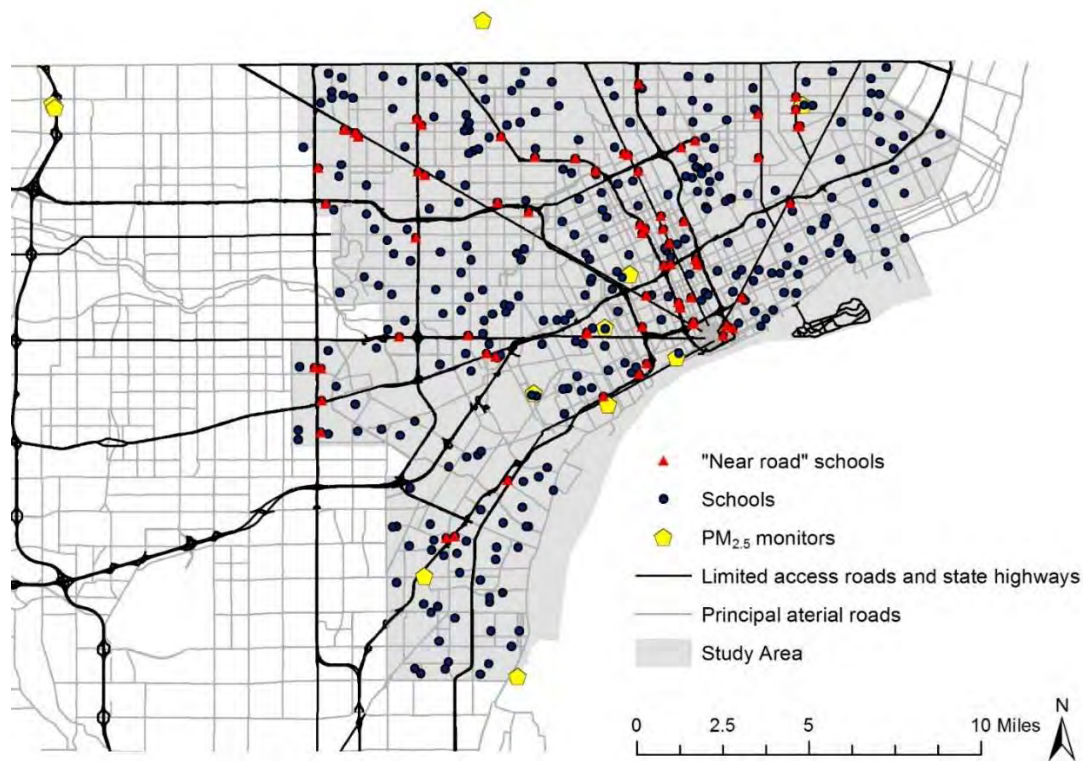 "Near road" schools
Schools
PM2.5 monitors
Limited access roads and state highways
Principal aterial roads
Study Area
N
0 2.5 5 10 Miles